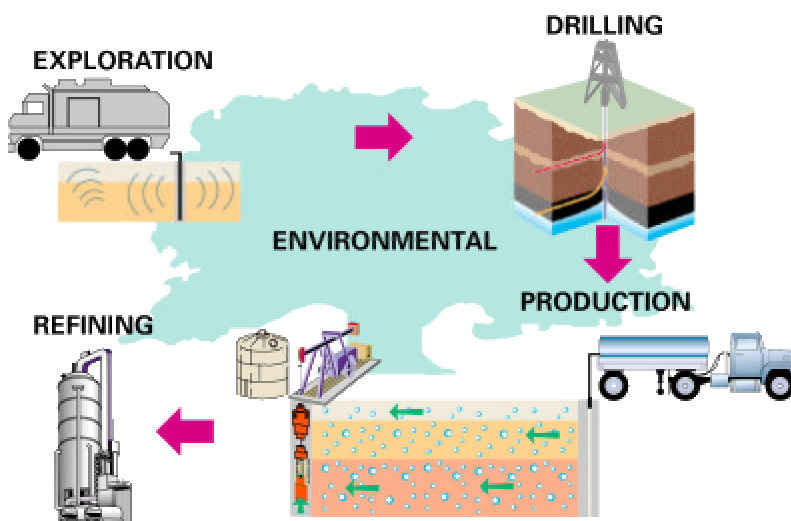 DRILLING
EXPLORATION
ENVIRONMENTAL
PRODUCTION
REFINING